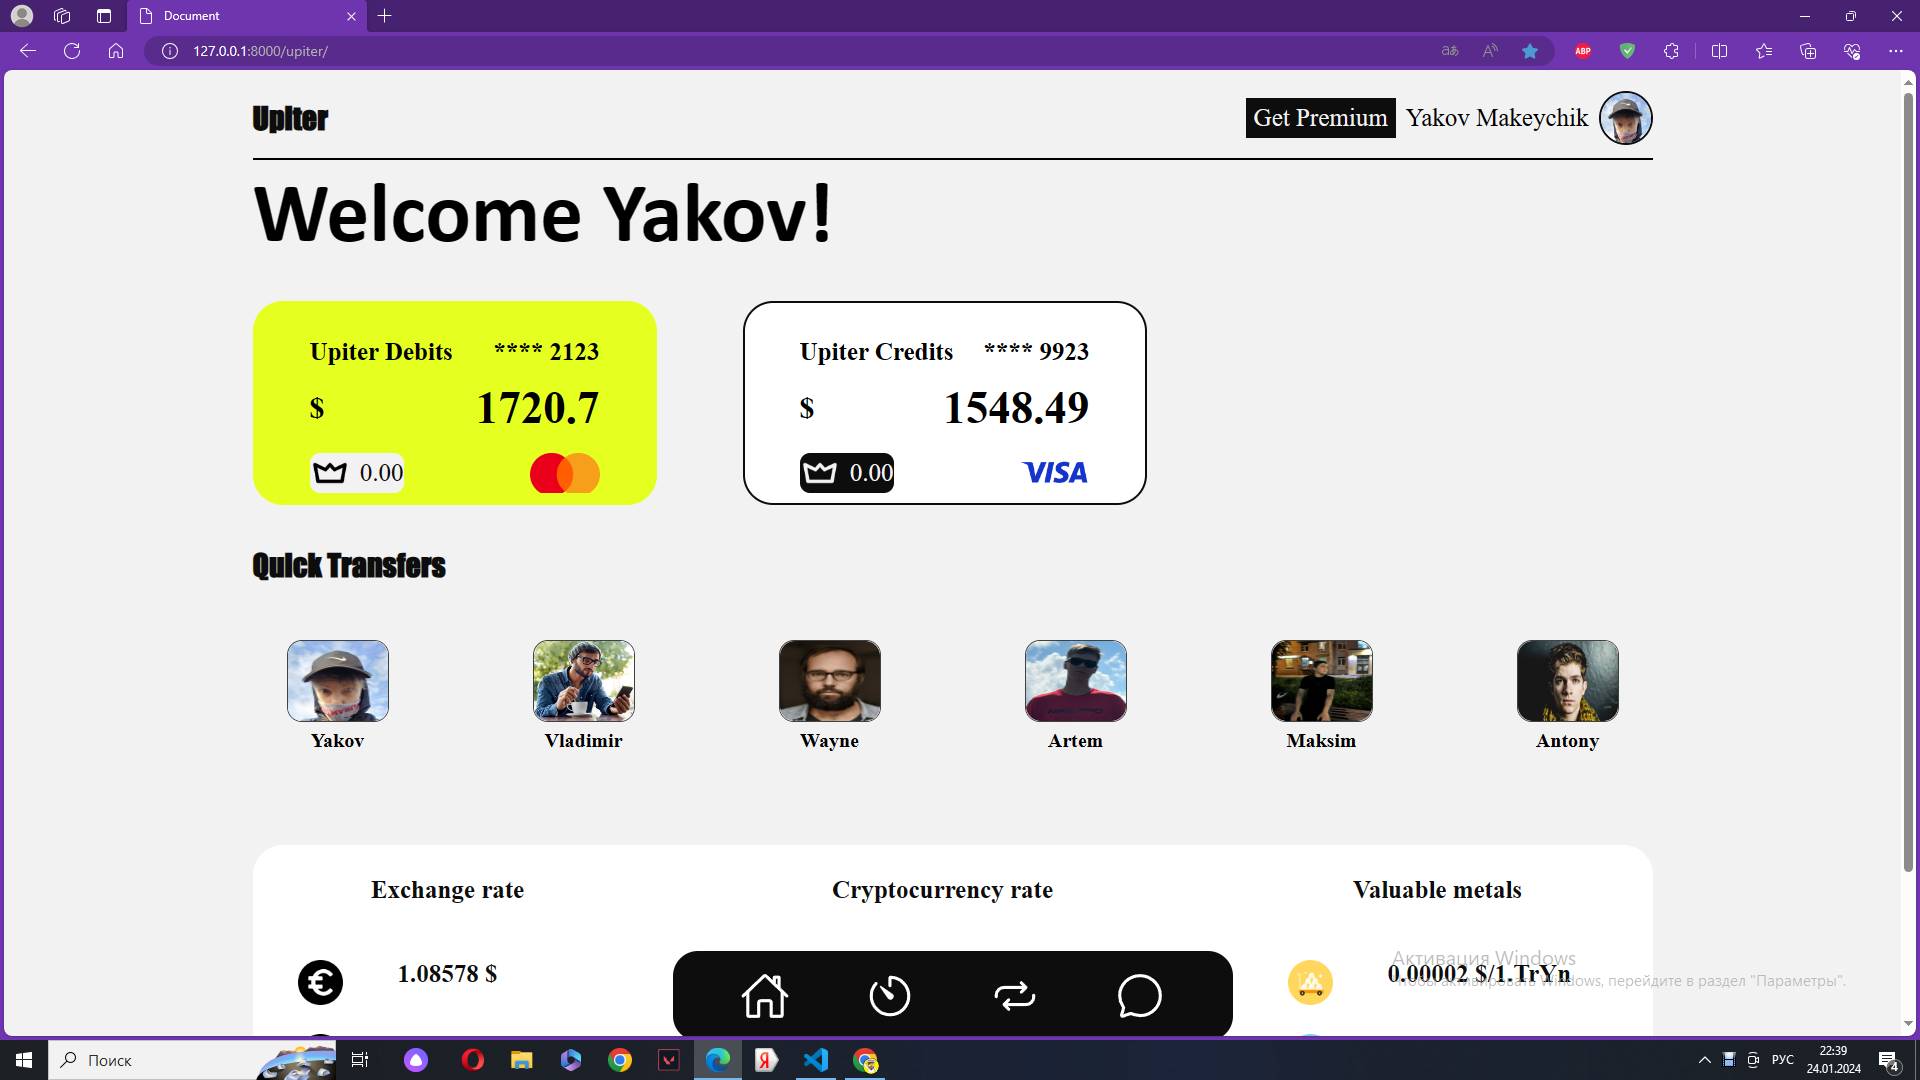 Document
127.0.0.1:8000/upiter/
ABP
Upiter
Get Premium Yakov Makeychik
Welcome Yakov!
Upiter Debits **** 2123
$ 1720.7
0.00
Upiter Credits **** 9923
$ 1548.49
0.00 VISA
Quick Transfers
Yakov Vladimir Wayne Artem Maksim Antony
Exchange rate Cryptocurrency rate Valuable metals
1.08578 $
0.00002 $/1.TrYn
Активация Windows
Чтобы активировать Windows, перейдите в раздел "Параметры".
Поиск
РУС
22:39
24.01.2024
4